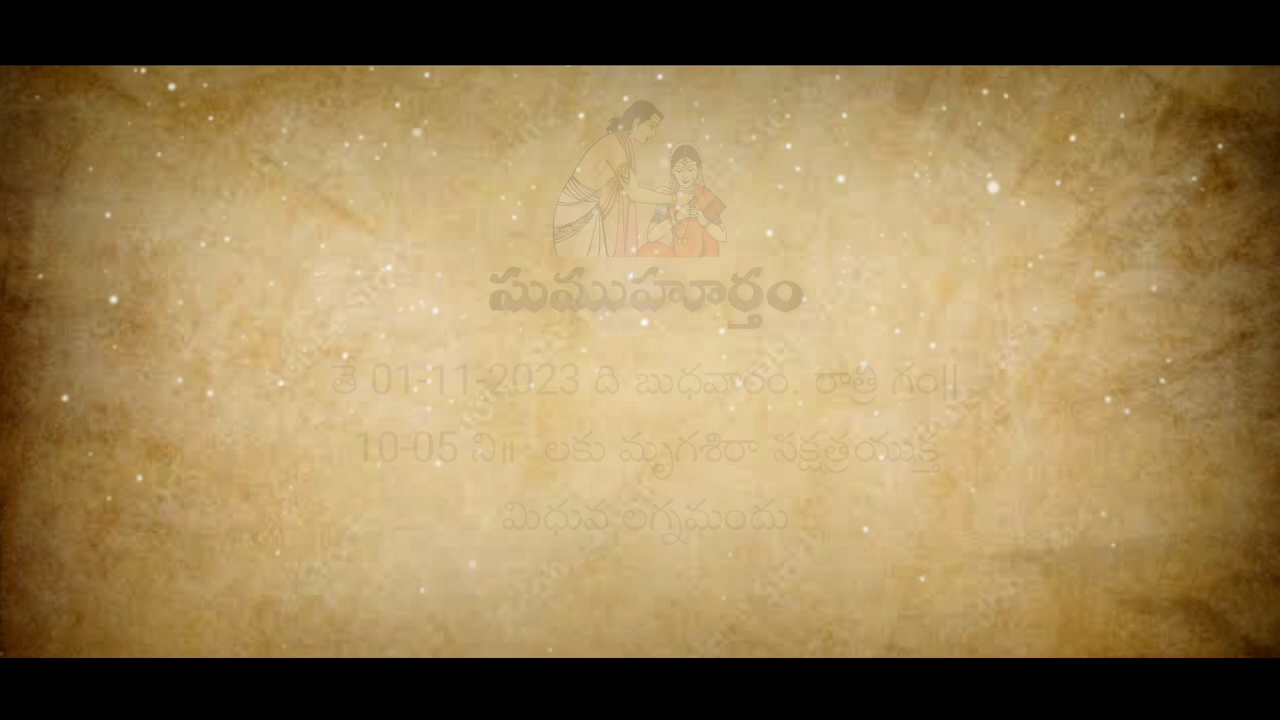 సుముహూర్తం
తే 01-11-2023 ది బుధవారం. రాత్రి గం॥
10-05 ని॥ లకు మృగశిరా నక్షత్రయుక్త
మిధున లగ్నమందు